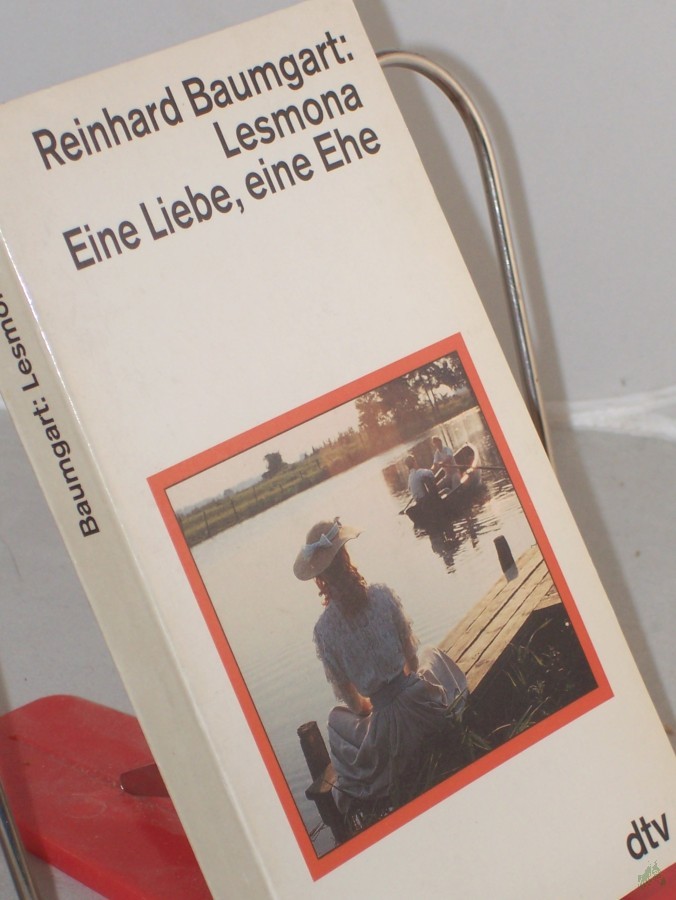 Reinhard Baumgart:
Lesmona
Eine Liebe, eine Ehe
Baumgart: Lesmo
dtv